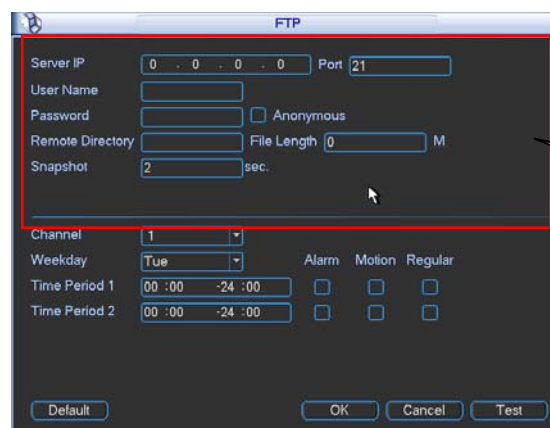 FTP
Server IP 0 . 0 . 0 . 0 Port 21
User Name
Password Anonymous
Remote Directory File Length 0 M
Snapshot 2 sec.
Channel 1
Weekday Tue Alarm Motion Regular
Time Period 1 00 :00 -24 :00
Time Period 2 00 :00 -24 :00
Default OK Cancel Test